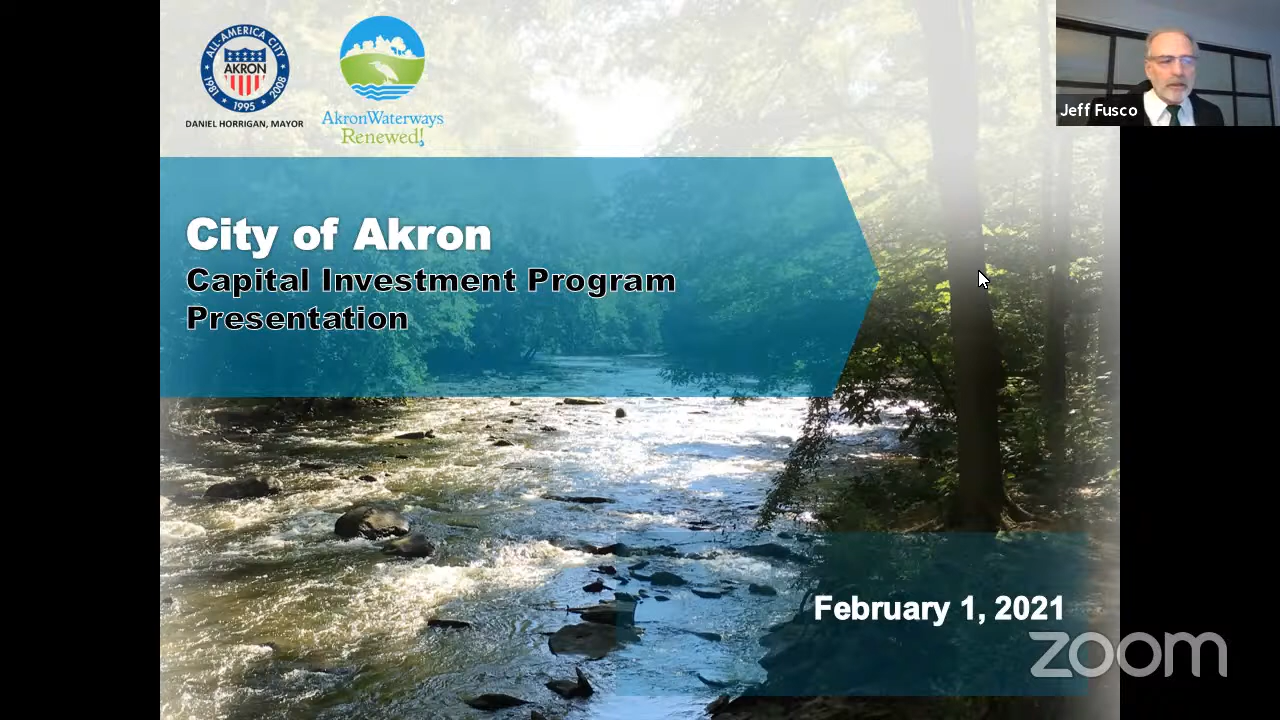 ALL-AMERICA CITY
AKRON
1981 1995 2008
DANIEL HORRIGAN, MAYOR
AkronWaterways
Renewed!
Jeff Fusco
City of Akron
Capital Investment Program
Presentation
February 1, 2021
zoom